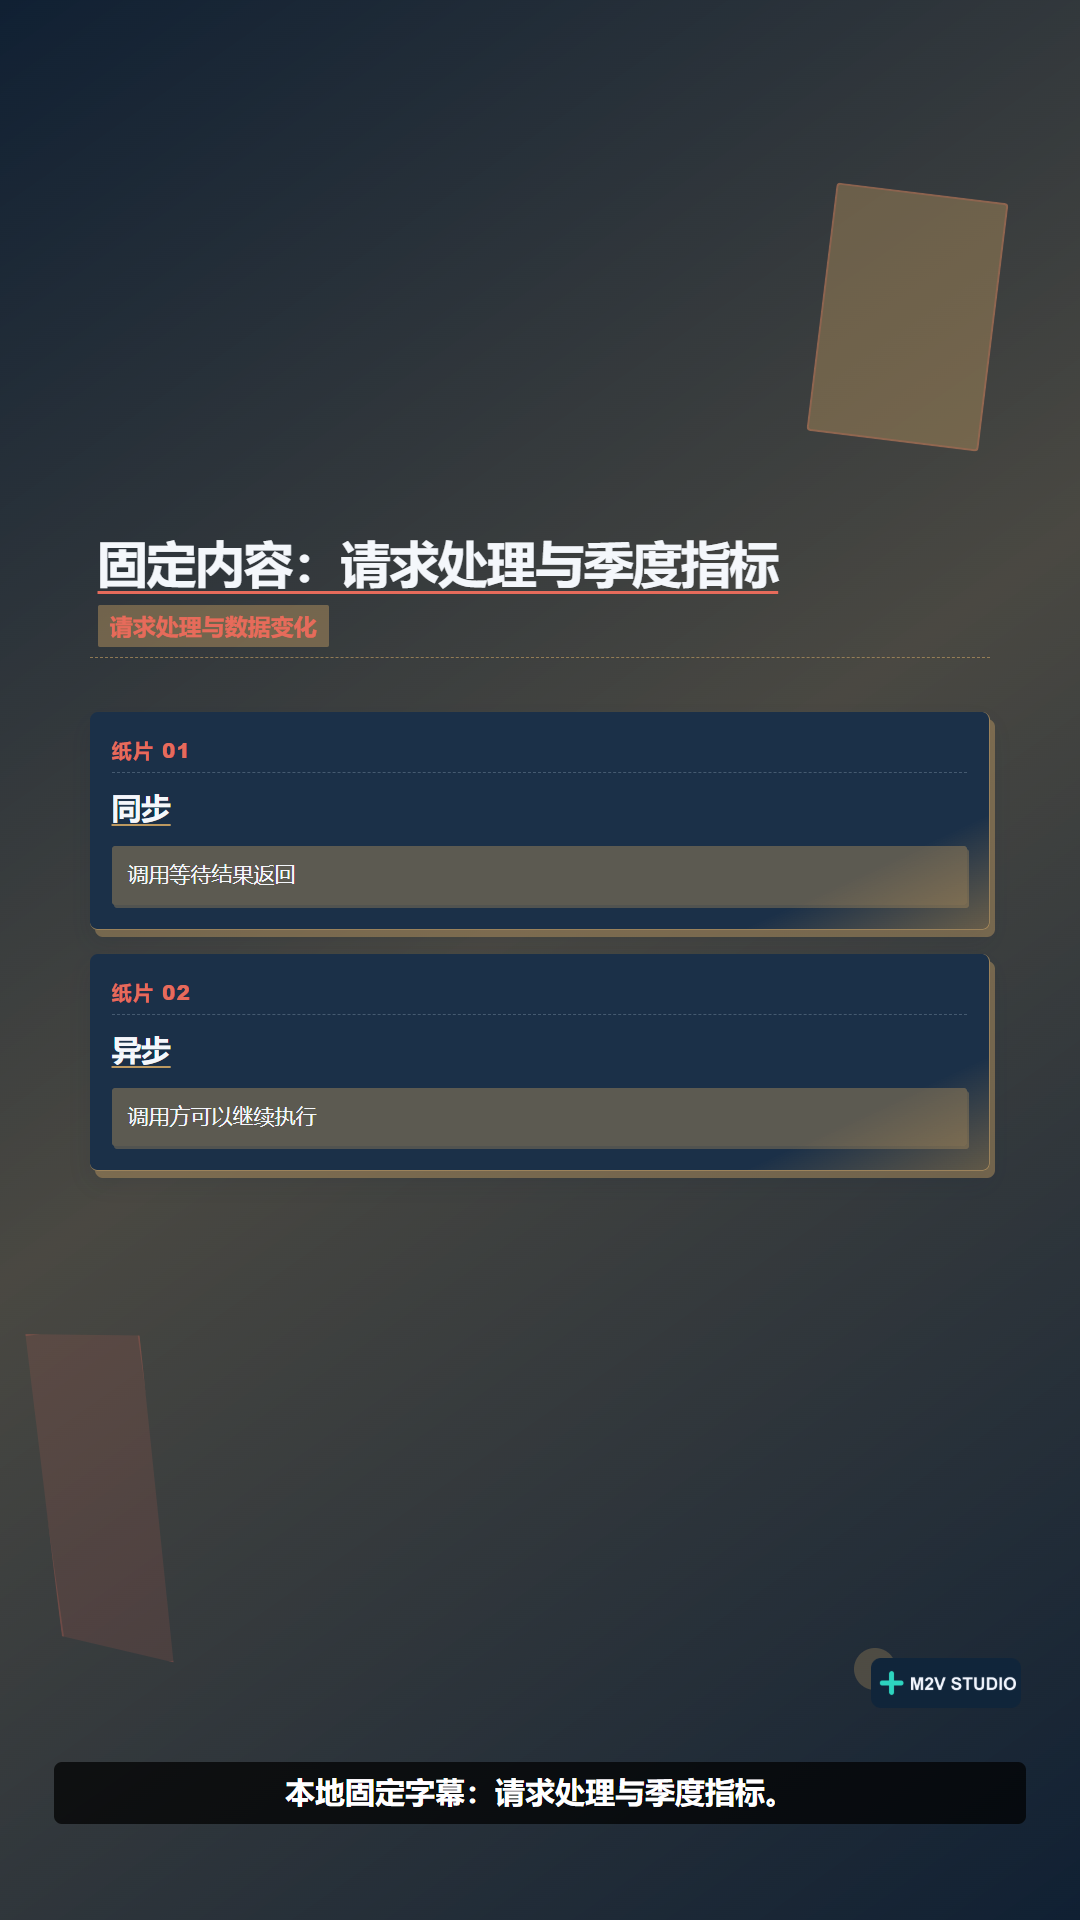 固定内容：请求处理与季度指标
请求处理与数据变化
纸片 01
同步
调用等待结果返回
纸片 02
异步
调用方可以继续执行
M2V STUDIO
本地固定字幕：请求处理与季度指标。